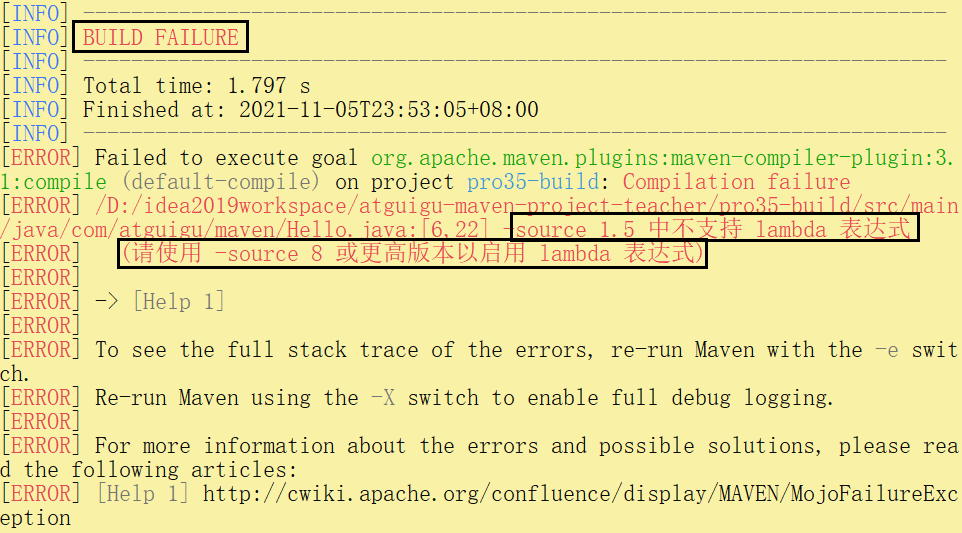 [INFO] ------------------------------------------------------------------------
[INFO] BUILD FAILURE
[INFO] ------------------------------------------------------------------------
[INFO] Total time: 1.797 s
[INFO] Finished at: 2021-11-05T23:53:05+08:00
[INFO] ------------------------------------------------------------------------
[ERROR] Failed to execute goal org.apache.maven.plugins:maven-compiler-plugin:3.
1:compile (default-compile) on project pro35-build: Compilation failure
[ERROR] /D:/idea2019workspace/atguigu-maven-project-teacher/pro35-build/src/main
/java/com/atguigu/maven/Hello.java:[6,22] -source 1.5 中不支持 lambda 表达式
[ERROR]   (请使用 -source 8 或更高版本以启用 lambda 表达式)
[ERROR]
[ERROR] -> [Help 1]
[ERROR]
[ERROR] To see the full stack trace of the errors, re-run Maven with the -e swit
ch.
[ERROR] Re-run Maven using the -X switch to enable full debug logging.
[ERROR]
[ERROR] For more information about the errors and possible solutions, please rea
d the following articles:
[ERROR] [Help 1] http://cwiki.apache.org/confluence/display/MAVEN/MojoFailureExc
eption